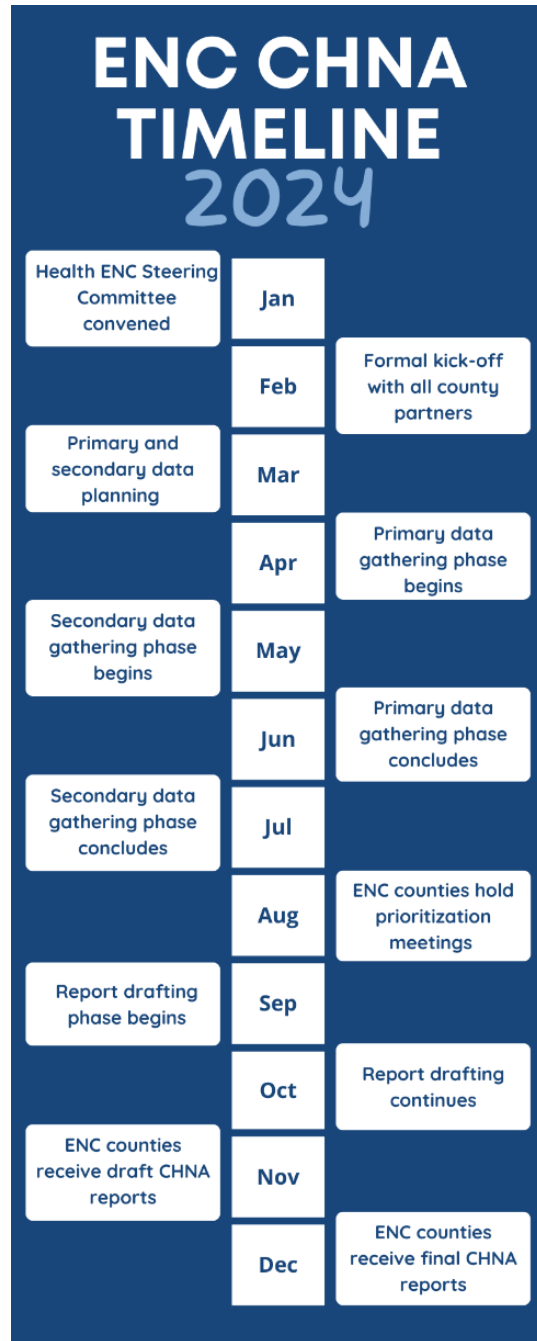 ENC CHNA
TIMELINE
2024
Health ENC Steering
Committee
convened
Jan
Feb
Formal kick-off
with all county
partners
Primary and
secondary data
planning
Mar
Apr
Primary data
gathering phase
begins
Secondary data
gathering phase
begins
May
Jun
Primary data
gathering phase
concludes
Secondary data
gathering phase
concludes
Jul
Aug
ENC counties hold
prioritization
meetings
Report drafting
phase begins
Sep
Oct
Report drafting
continues
ENC counties
receive draft CHNA
reports
Nov
Dec
ENC counties
receive final CHNA
reports